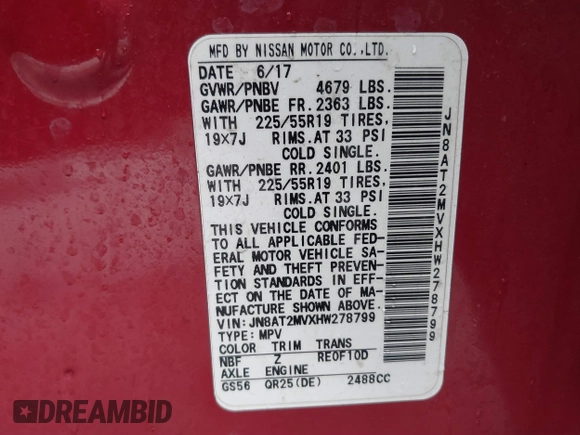 MFD BY NISSAN MOTOR CO.,LTD.
DATE 6/17
GVWR/PNBV 4679 LBS.
GAWR/PNBE FR. 2363 LBS.
WITH 225/55R19 TIRES.
19X7J RIMS. AT 33 PSI
COLD SINGLE.
GAWR/PNBE RR. 2401 LBS.
WITH 225/55R19 TIRES.
19X7J RIMS. AT 33 PSI
COLD SINGLE.
THIS VEHICLE CONFORMS
TO ALL APPLICABLE FED-
ERAL MOTOR VEHICLE SA-
FETY AND THEFT PREVEN-
TION STANDARDS IN EFF-
ECT ON THE DATE OF MA-
NUFACTURE SHOWN ABOVE.
VIN: JN8AT2MVXHW278799
TYPE: MPV
COLOR TRIM TRANS
NBF Z RE0F10D
AXLE ENGINE
GS56 QR25(DE) 2488CC
JN8AT2MVXHW278799
DREAMBID